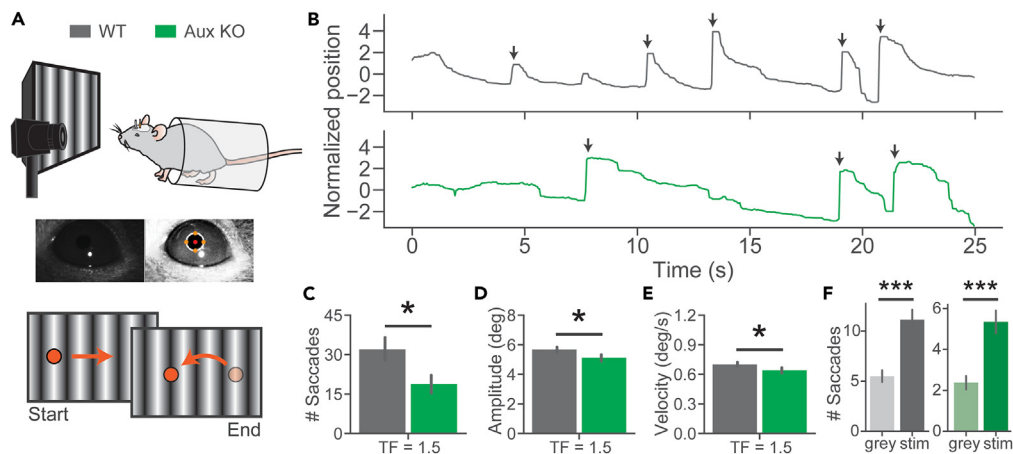 A
WT
Aux KO
Start
End
B
Normalized position
4
2
0
−2
4
2
0
−2
0
5
10
15
20
25
Time (s)
C
# Saccades
45
30
15
0
*
TF = 1.5
D
Amplitude (deg)
8
6
4
2
0
*
TF = 1.5
E
Velocity (deg/s)
1.2
0.9
0.6
0.3
0.0
*
TF = 1.5
F
# Saccades
10
5
0
***
grey stim
6
4
2
0
***
grey stim